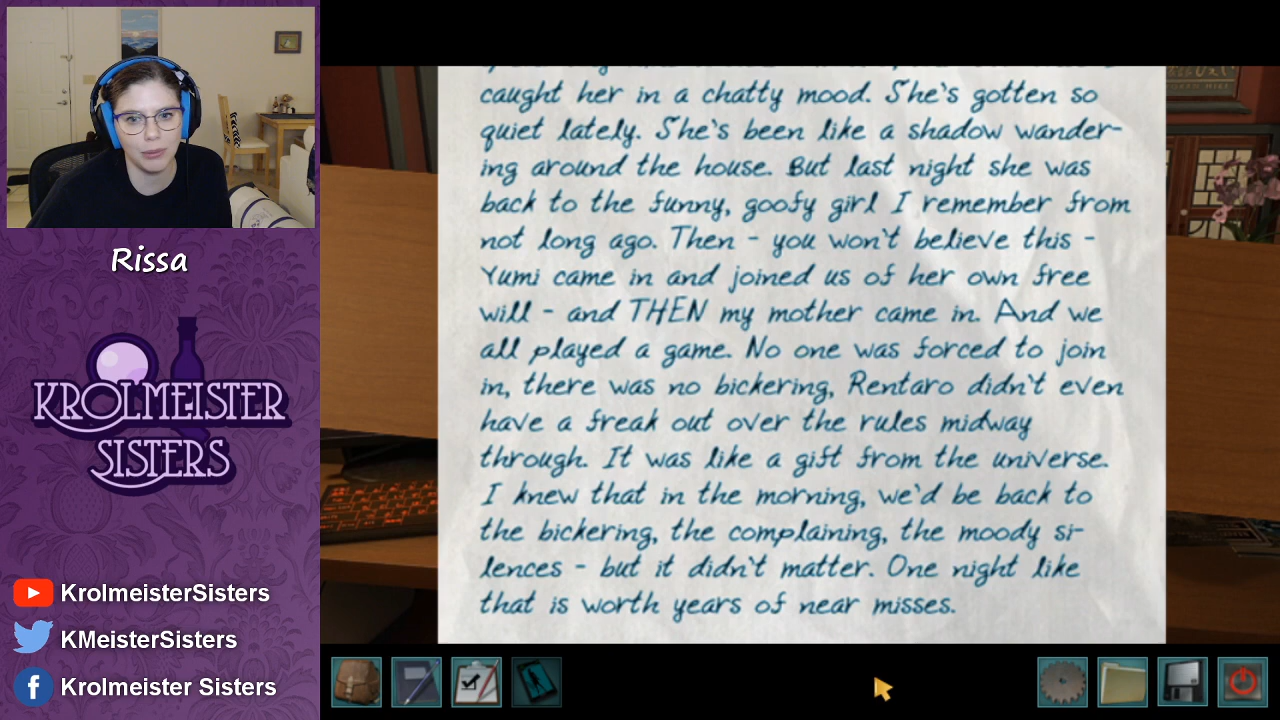 Rissa
KROLMEISTER
SISTERS
KrolmeisterSisters
KMeisterSisters
Krolmeister Sisters
caught her in a chatty mood. She's gotten so
quiet lately. She's been like a shadow wander-
ing around the house. But last night she was
back to the funny, goofy girl I remember from
not long ago. Then - you won't believe this -
Yumi came in and joined us of her own free
will - and THEN my mother came in. And we
all played a game. No one was forced to join
in, there was no bickering, Rentaro didn't even
have a freak out over the rules midway
through. It was like a gift from the universe.
I knew that in the morning, we'd be back to
the bickering, the complaining, the moody si-
lences - but it didn't matter. One night like
that is worth years of near misses.